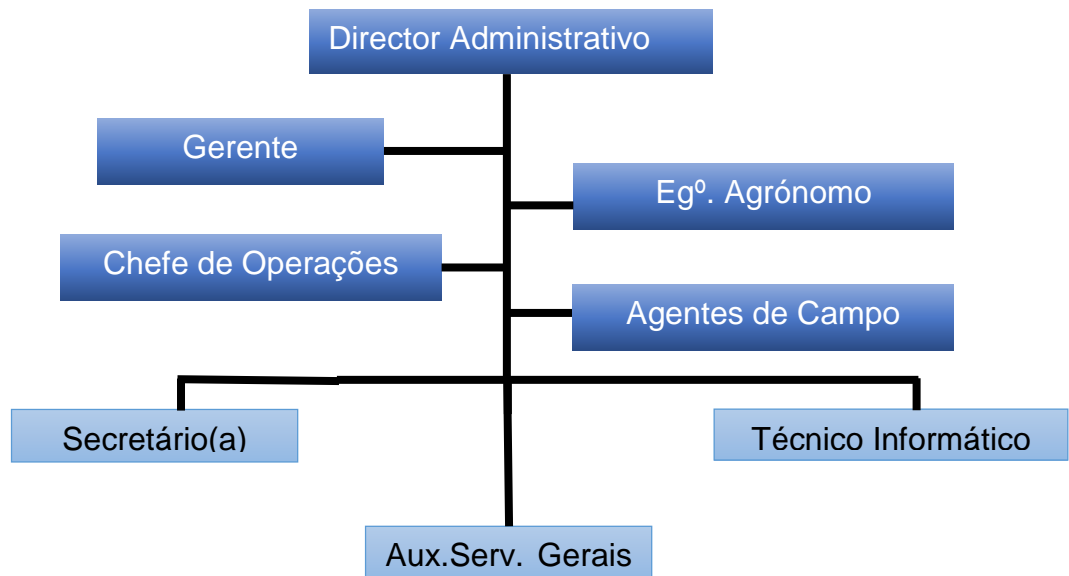 Director Administrativo
Gerente
Egº. Agrónomo
Chefe de Operações
Agentes de Campo
Secretário(a)
Técnico Informático
Aux.Serv. Gerais